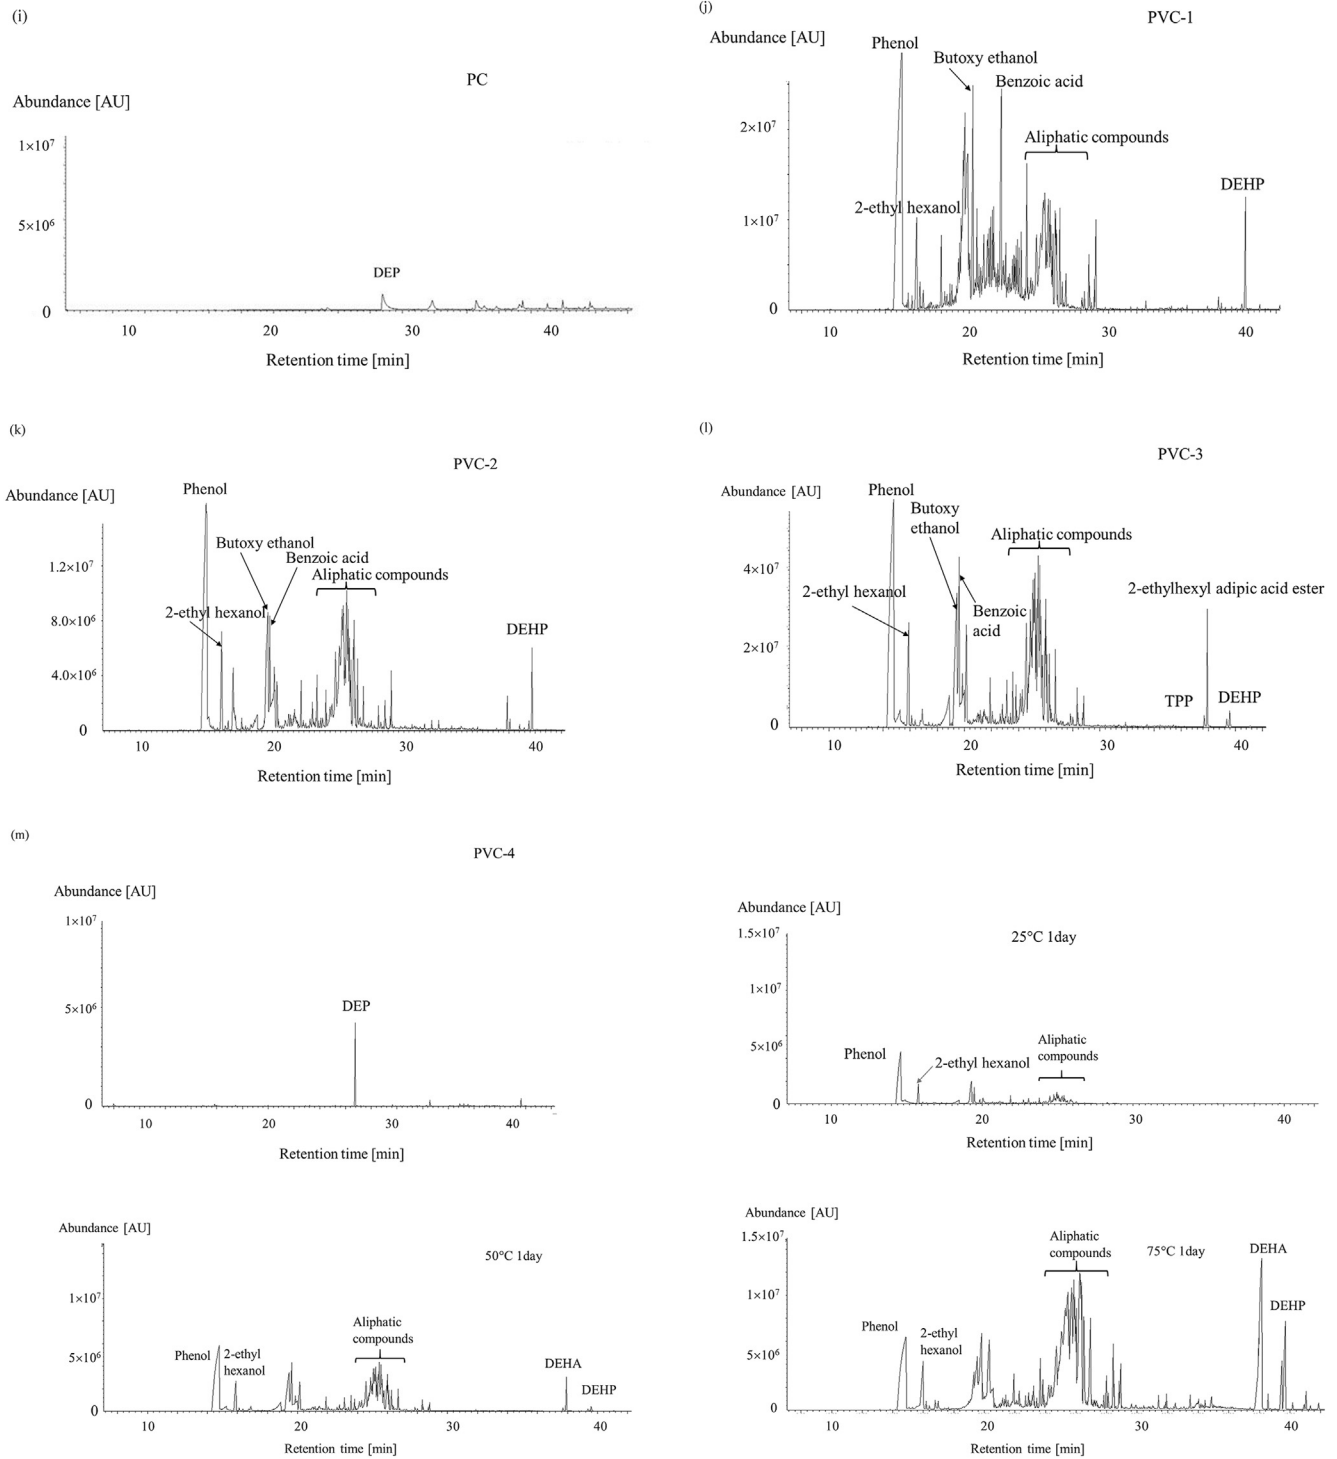 (i)
PC
Abundance [AU]
1×10⁷
5×10⁶
DEP
0
10 20 30 40
Retention time [min]
(j)
PVC-1
Abundance [AU]
Phenol
Butoxy ethanol
Benzoic acid
2×10⁷
Aliphatic compounds
DEHP
2-ethyl hexanol
1×10⁷
0
10 20 30 40
Retention time [min]
(k)
PVC-2
Abundance [AU]
Phenol
Butoxy ethanol
Benzoic acid
1.2×10⁷
Aliphatic compounds
2-ethyl hexanol
8.0×10⁶
DEHP
4.0×10⁶
0
10 20 30 40
Retention time [min]
(l)
PVC-3
Abundance [AU]
Phenol
Butoxy
ethanol
Aliphatic compounds
4×10⁷
2-ethyl hexanol
2-ethylhexyl adipic acid ester
Benzoic
acid
2×10⁷
TPP DEHP
0
10 20 30 40
Retention time [min]
(m)
PVC-4
Abundance [AU]
1×10⁷
5×10⁶
DEP
0
10 20 30 40
Retention time [min]
Abundance [AU]
1.5×10⁷
25°C 1day
1×10⁷
5×10⁶
Phenol
2-ethyl hexanol
Aliphatic
compounds
0
10 20 30 40
Retention time [min]
Abundance [AU]
50°C 1day
1×10⁷
Aliphatic
compounds
5×10⁶
Phenol
2-ethyl
hexanol
DEHA
DEHP
0
10 20 30 40
Retention time [min]
Abundance [AU]
1.5×10⁷
Aliphatic
compounds
75°C 1day
DEHA
1×10⁷
DEHP
Phenol
2-ethyl
hexanol
5×10⁶
0
10 20 30 40
Retention time [min]